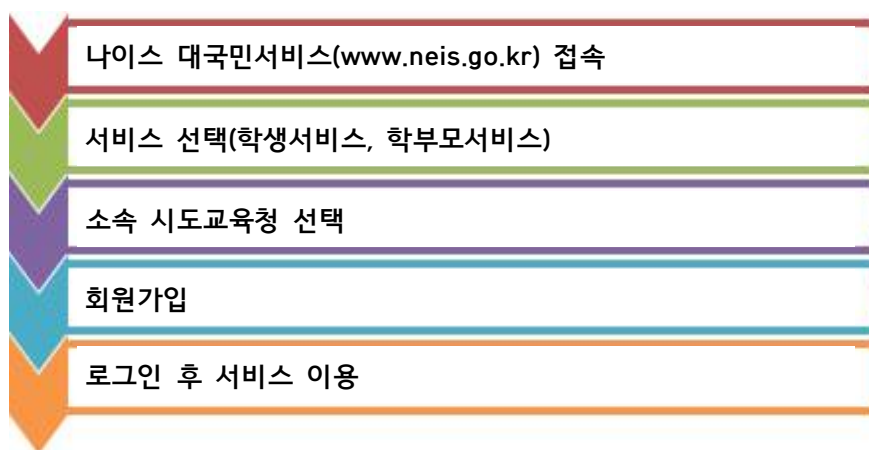 나이스 대국민서비스(www.neis.go.kr) 접속
서비스 선택(학생서비스, 학부모서비스)
소속 시도교육청 선택
회원가입
로그인 후 서비스 이용